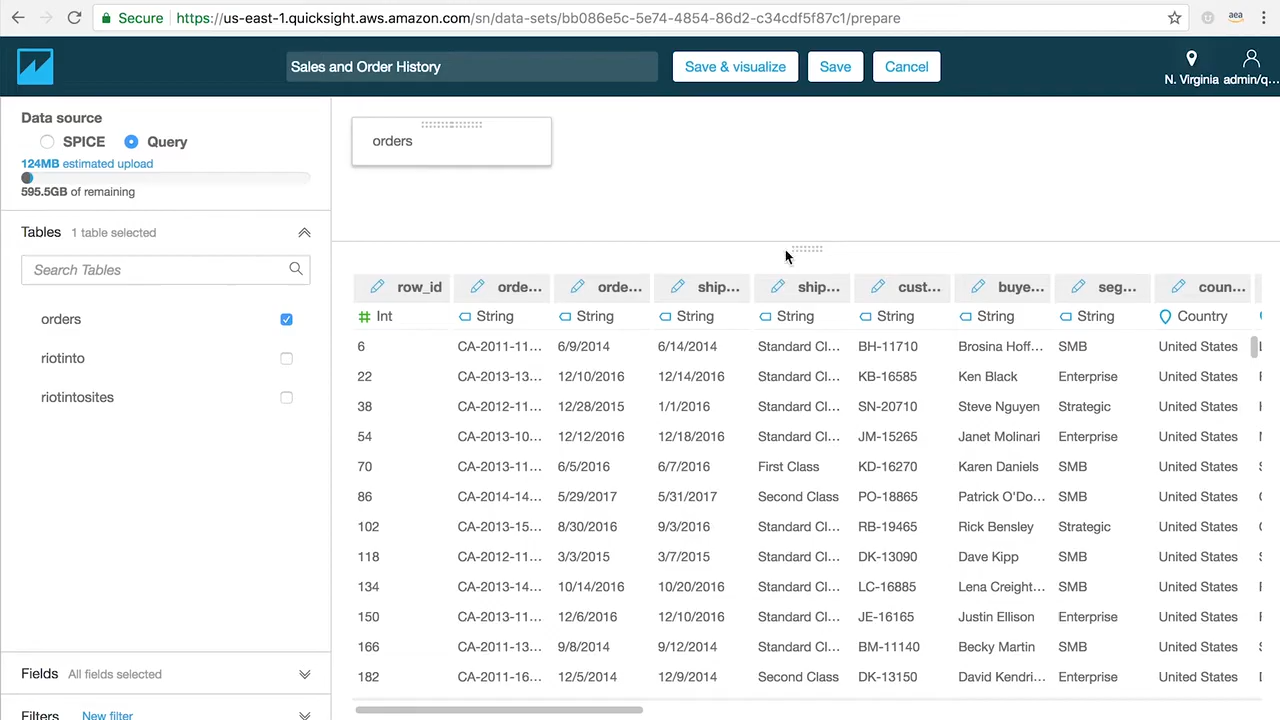 Secure https://us-east-1.quicksight.aws.amazon.com/sn/data-sets/bb086e5c-5e74-4854-86d2-c34cdf5f87c1/prepare
aea
Sales and Order History Save & visualize Save Cancel
N. Virginia admin/q...
Data source
SPICE Query
124MB estimated upload
595.5GB of remaining
Tables 1 table selected
Search Tables
orders
riotinto
riotintosites
Fields All fields selected
Filters New filter
orders
row_id orde... orde... ship... ship... cust... buye... seg... coun...
# Int String String String String String String String Country
6 CA-2011-11... 6/9/2014 6/14/2014 Standard Cl... BH-11710 Brosina Hoff... SMB United States
22 CA-2013-13... 12/10/2016 12/14/2016 Standard Cl... KB-16585 Ken Black Enterprise United States
38 CA-2012-11... 12/28/2015 1/1/2016 Standard Cl... SN-20710 Steve Nguyen Strategic United States
54 CA-2013-10... 12/12/2016 12/18/2016 Standard Cl... JM-15265 Janet Molinari Enterprise United States
70 CA-2013-11... 6/5/2016 6/7/2016 First Class KD-16270 Karen Daniels SMB United States
86 CA-2014-14... 5/29/2017 5/31/2017 Second Class PO-18865 Patrick O'Do... SMB United States
102 CA-2013-15... 8/30/2016 9/3/2016 Standard Cl... RB-19465 Rick Bensley Strategic United States
118 CA-2012-11... 3/3/2015 3/7/2015 Standard Cl... DK-13090 Dave Kipp SMB United States
134 CA-2013-14... 10/14/2016 10/20/2016 Standard Cl... LC-16885 Lena Creight... SMB United States
150 CA-2013-11... 12/6/2016 12/10/2016 Standard Cl... JE-16165 Justin Ellison Enterprise United States
166 CA-2011-13... 9/8/2014 9/12/2014 Standard Cl... BM-11140 Becky Martin SMB United States
182 CA-2011-16... 12/5/2014 12/9/2014 Second Class DK-13150 David Kendri... Enterprise United States